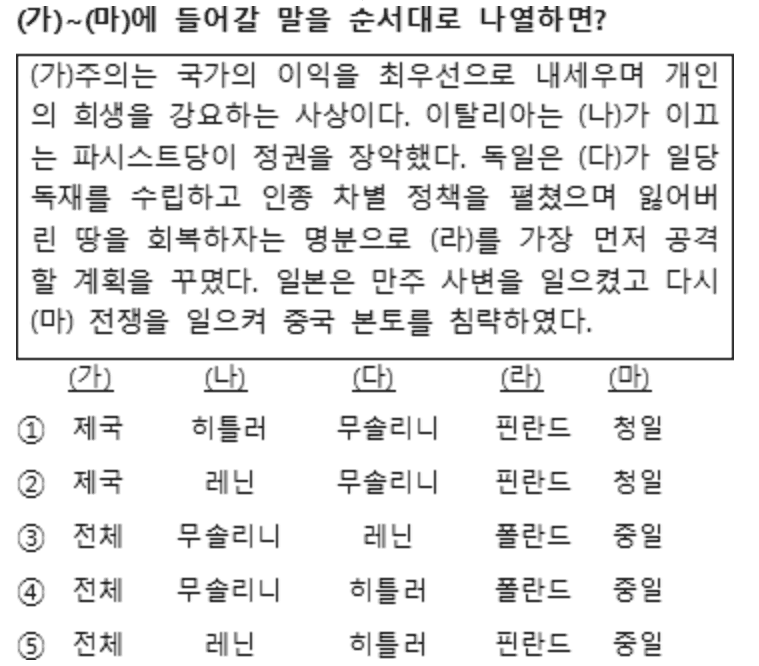 (가)~(마)에 들어갈 말을 순서대로 나열하면?
(가)주의는 국가의 이익을 최우선으로 내세우며 개인
의 희생을 강요하는 사상이다. 이탈리아는 (나)가 이끄
는 파시스트당이 정권을 장악했다. 독일은 (다)가 일당
독재를 수립하고 인종 차별 정책을 펼쳤으며 잃어버
린 땅을 회복하자는 명분으로 (라)를 가장 먼저 공격
할 계획을 꾸몄다. 일본은 만주 사변을 일으켰고 다시
(마) 전쟁을 일으켜 중국 본토를 침략하였다.
(가) (나) (다) (라) (마)
① 제국 히틀러 무솔리니 핀란드 청일
② 제국 레닌 무솔리니 핀란드 청일
③ 전체 무솔리니 레닌 폴란드 중일
④ 전체 무솔리니 히틀러 폴란드 중일
⑤ 전체 레닌 히틀러 핀란드 중일